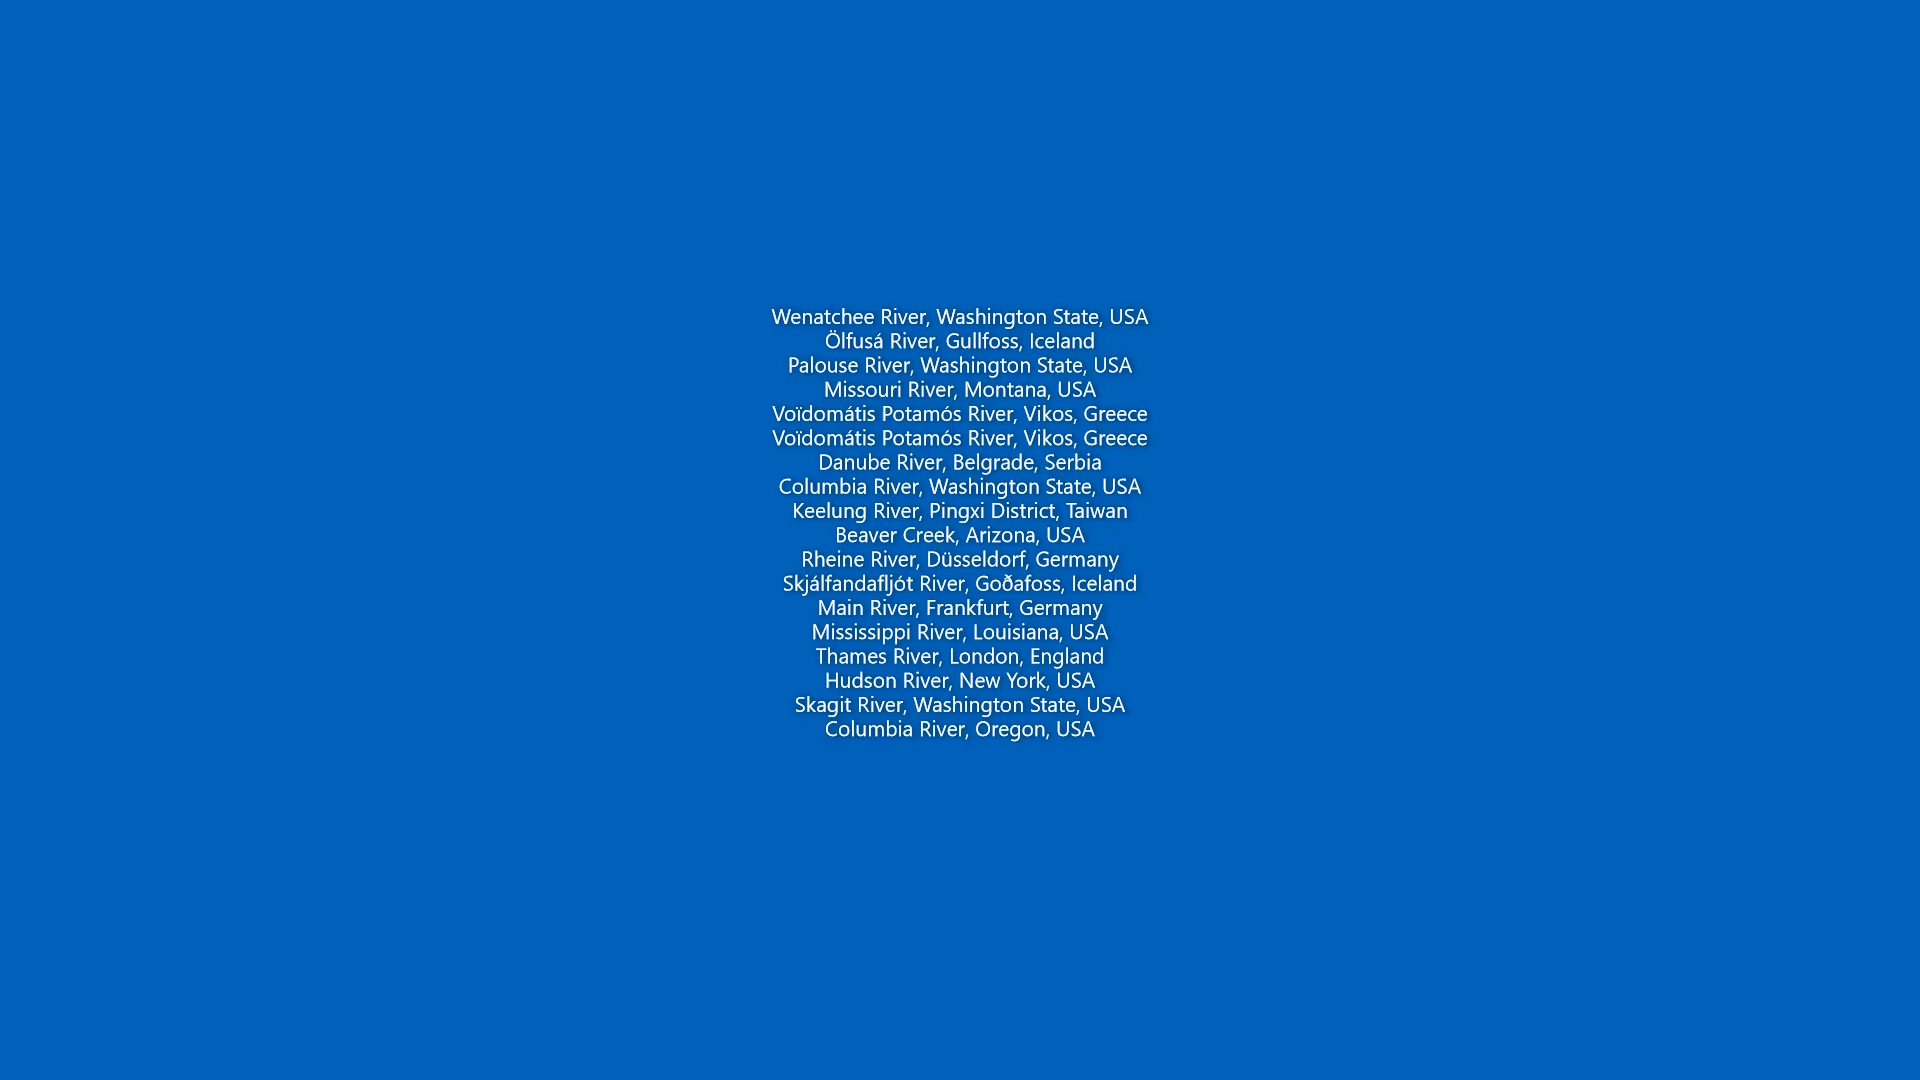 Wenatchee River, Washington State, USA
Ölfusá River, Gullfoss, Iceland
Palouse River, Washington State, USA
Missouri River, Montana, USA
Voïdomátis Potamós River, Vikos, Greece
Voïdomátis Potamós River, Vikos, Greece
Danube River, Belgrade, Serbia
Columbia River, Washington State, USA
Keelung River, Pingxi District, Taiwan
Beaver Creek, Arizona, USA
Rheine River, Düsseldorf, Germany
Skjálfandafljót River, Goðafoss, Iceland
Main River, Frankfurt, Germany
Mississippi River, Louisiana, USA
Thames River, London, England
Hudson River, New York, USA
Skagit River, Washington State, USA
Columbia River, Oregon, USA